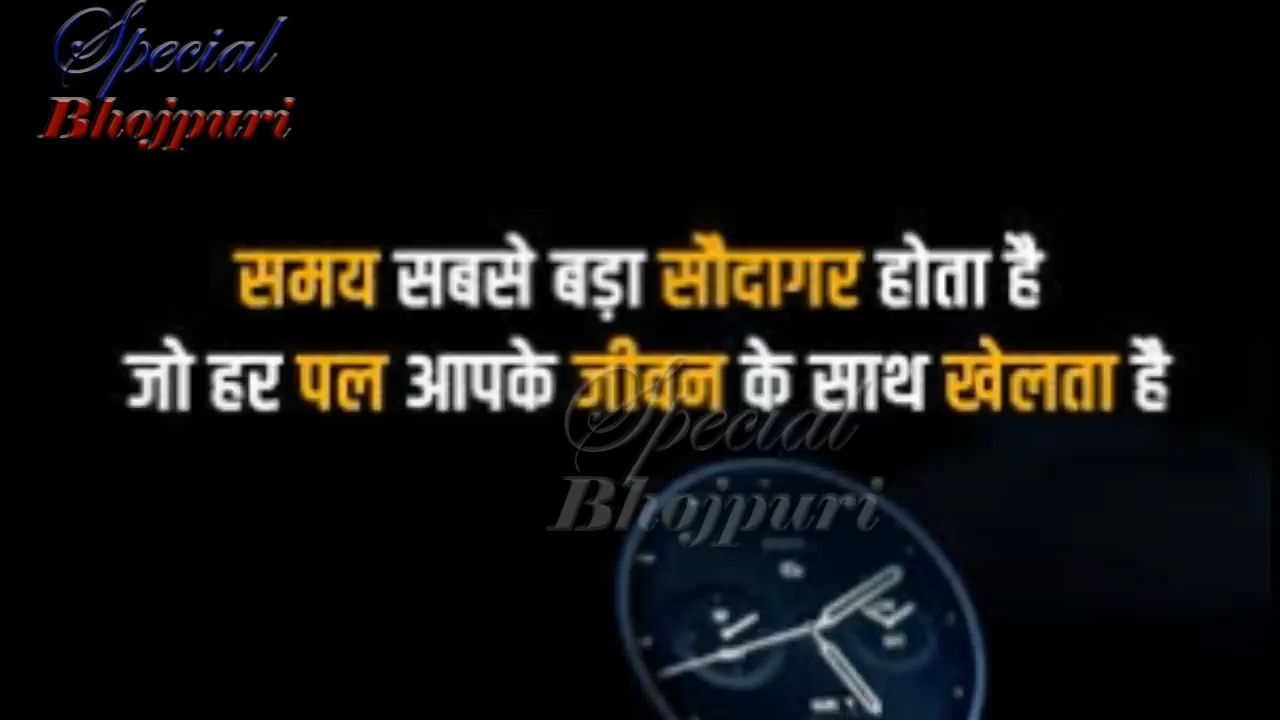 Special
Bhojpuri
समय सबसे बड़ा सौदागर होता है
जो हर पल आपके जीवन के साथ खेलता है
Special
Bhojpuri